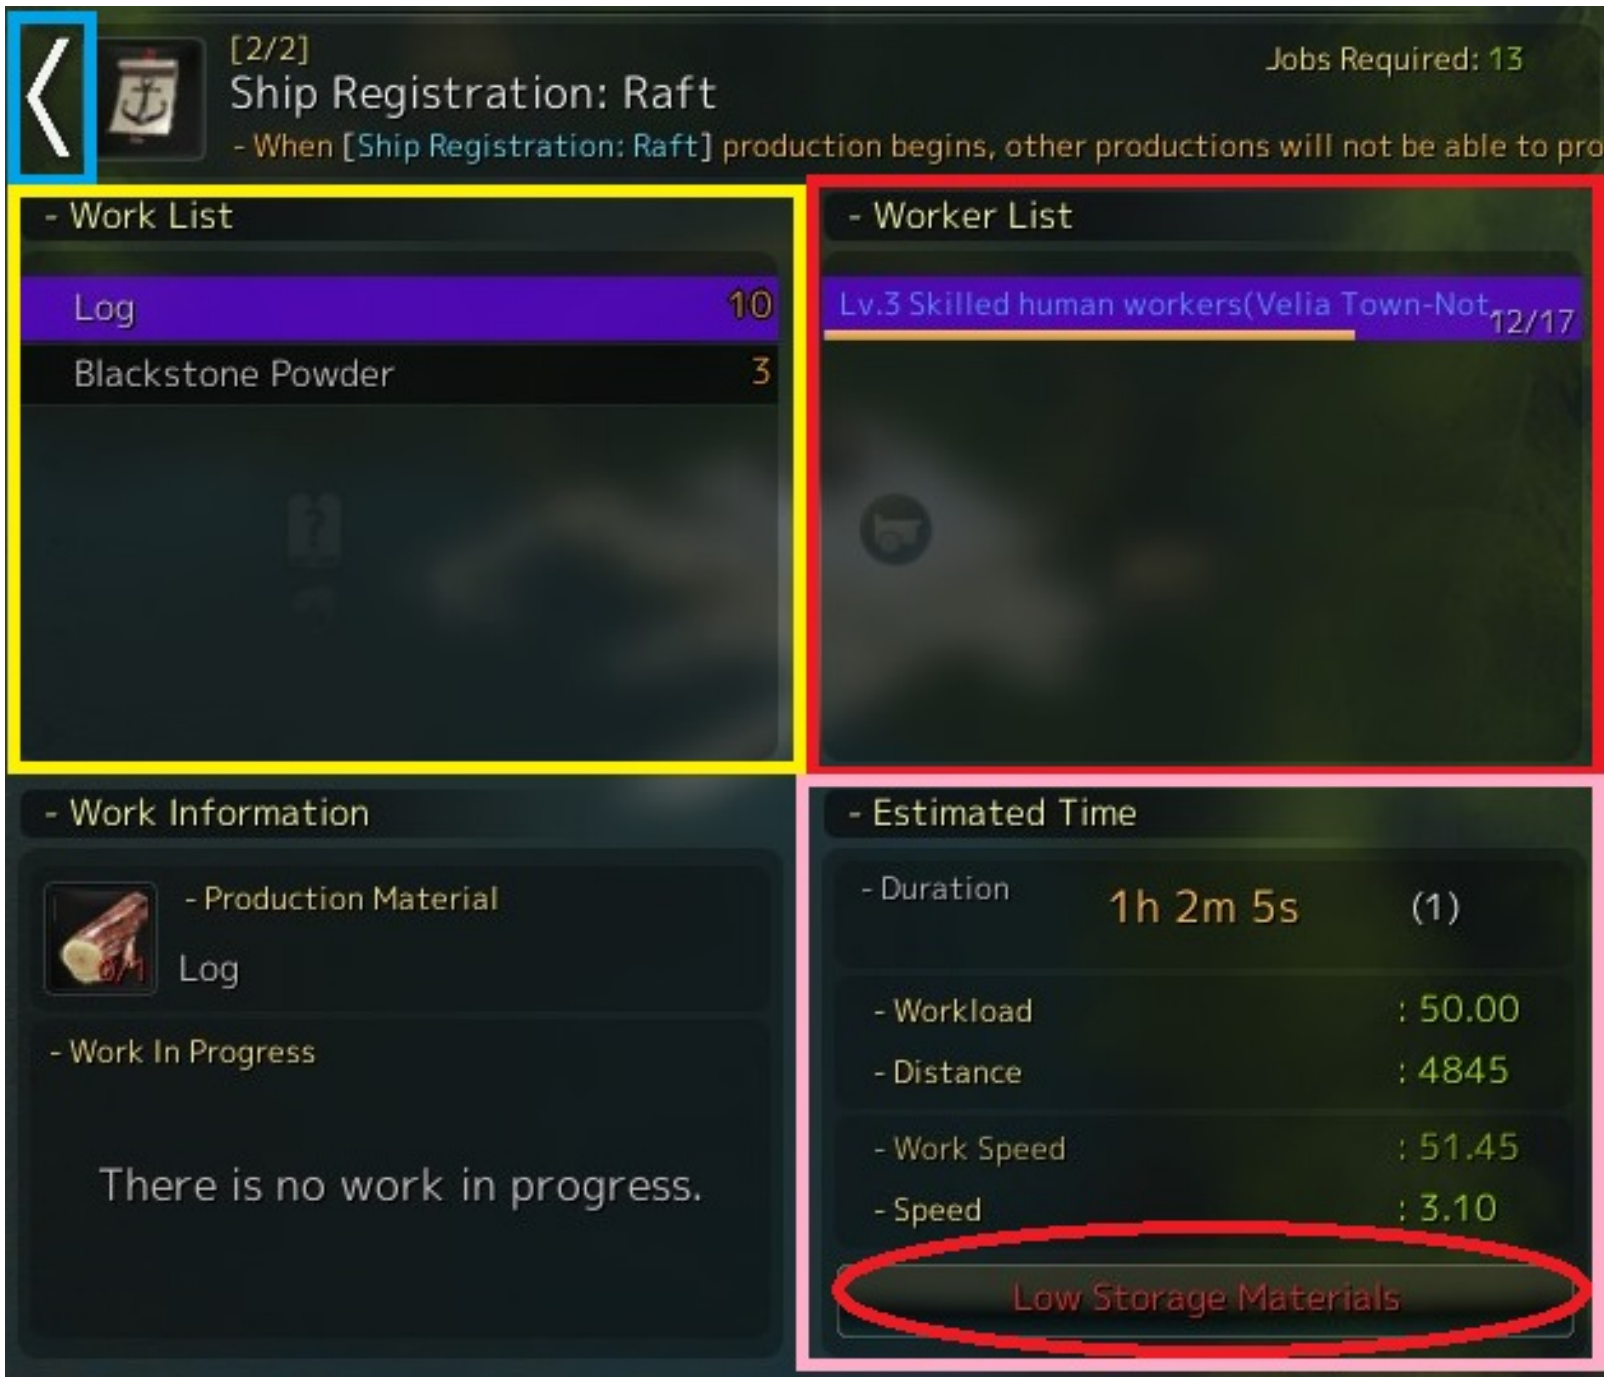 [2/2]
Jobs Required: 13
Ship Registration: Raft
- When [Ship Registration: Raft] production begins, other productions will not be able to pro
- Work List
- Worker List
Log 10
Lv.3 Skilled human workers(Velia Town-Not 12/17
Blackstone Powder 3
- Work Information
- Estimated Time
- Production Material
Log
0/1
- Duration 1h 2m 5s (1)
- Workload : 50.00
- Distance : 4845
- Work In Progress
There is no work in progress.
- Work Speed : 51.45
- Speed : 3.10
Low Storage Materials